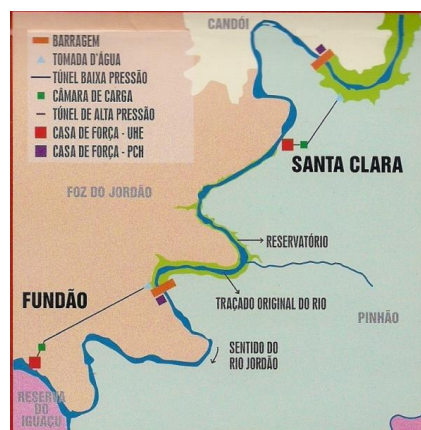 CANDÓI
BARRAGEM
TOMADA D'ÁGUA
TÚNEL BAIXA PRESSÃO
CÂMARA DE CARGA
TÚNEL DE ALTA PRESSÃO
CASA DE FORÇA - UHE
CASA DE FORÇA - PCH
SANTA CLARA
FOZ DO JORDÃO
RESERVATÓRIO
FUNDÃO
TRAÇADO ORIGINAL DO RIO
PINHÃO
SENTIDO DO
RIO JORDÃO
RESERVA
DO
IGUAÇU